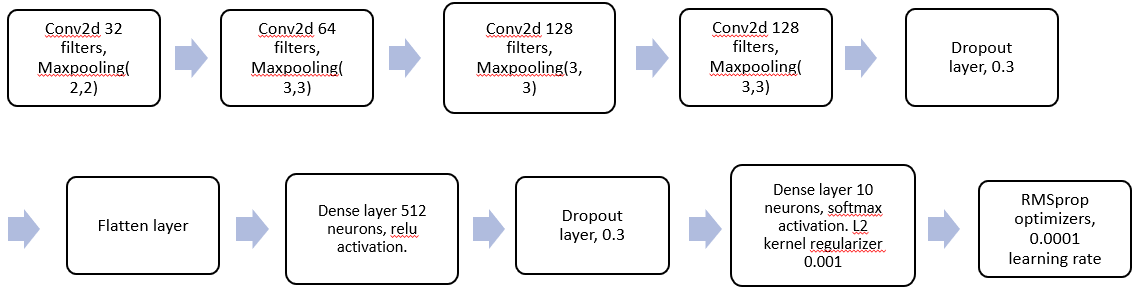 Conv2d 32
filters,
Maxpooling(
2,2)
Conv2d 64
filters,
Maxpooling(
3,3)
Conv2d 128
filters,
Maxpooling(3,
3)
Conv2d 128
filters,
Maxpooling(
3,3)
Dropout
layer, 0.3
Flatten layer
Dense layer 512
neurons, relu
activation.
Dropout
layer, 0.3
Dense layer 10
neurons, softmax
activation. L2
kernel regularizer
0.001
RMSprop
optimizers,
0.0001
learning rate